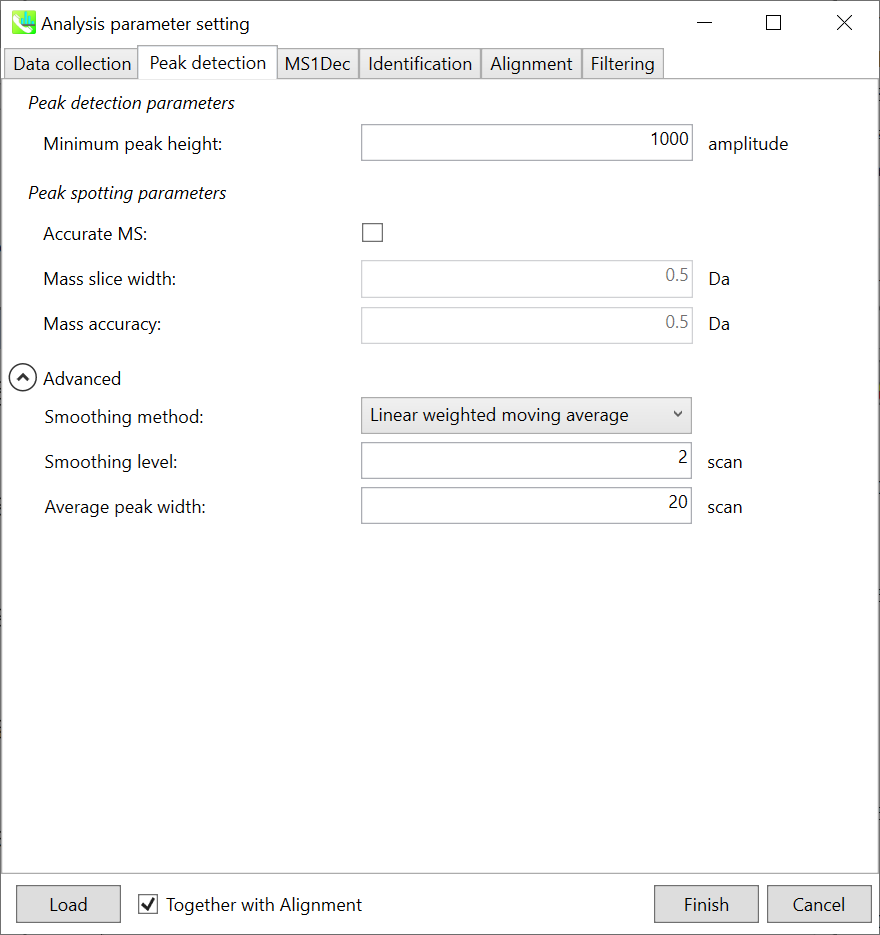 Analysis parameter setting
Data collection Peak detection MS1Dec Identification Alignment Filtering
Peak detection parameters
Minimum peak height: 1000 amplitude
Peak spotting parameters
Accurate MS:
Mass slice width: 0.5 Da
Mass accuracy: 0.5 Da
Advanced
Smoothing method: Linear weighted moving average
Smoothing level: 2 scan
Average peak width: 20 scan
Load Together with Alignment Finish Cancel